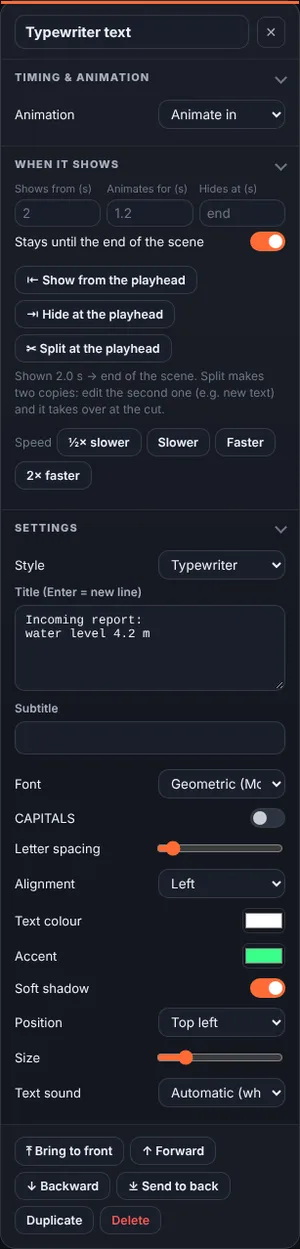 Typewriter text
✕
TIMING & ANIMATION
Animation
Animate in
WHEN IT SHOWS
Shows from (s) Animates for (s) Hides at (s)
2 1.2 end
Stays until the end of the scene
⇤ Show from the playhead
⇥ Hide at the playhead
✂ Split at the playhead
Shown 2.0 s → end of the scene. Split makes
two copies: edit the second one (e.g. new text)
and it takes over at the cut.
Speed ½× slower Slower Faster
2× faster
SETTINGS
Style Typewriter
Title (Enter = new line)
Incoming report:
water level 4.2 m
Subtitle
Font Geometric (Mc
CAPITALS
Letter spacing
Alignment Left
Text colour
Accent
Soft shadow
Position Top left
Size
Text sound Automatic (wh
⤒ Bring to front ↑ Forward
↓ Backward ⤓ Send to back
Duplicate Delete